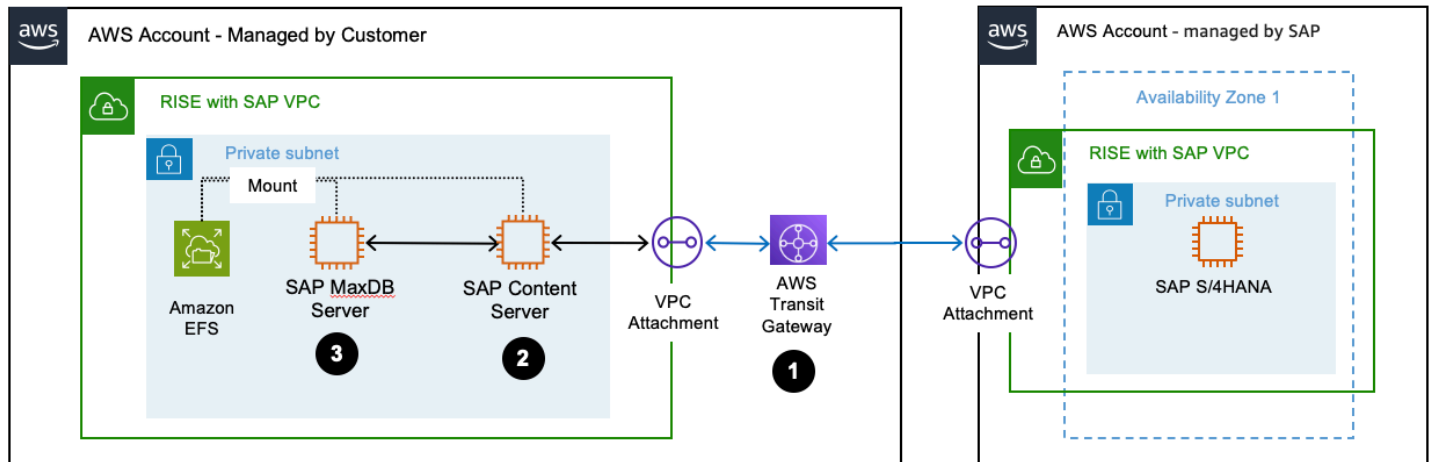 aws
AWS Account - Managed by Customer
RISE with SAP VPC
Private subnet
Mount
Amazon
EFS
SAP MaxDB
Server
3
SAP Content
Server
2
VPC
Attachment
AWS
Transit
Gateway
1
aws
AWS Account - managed by SAP
Availability Zone 1
RISE with SAP VPC
Private subnet
SAP S/4HANA
VPC
Attachment